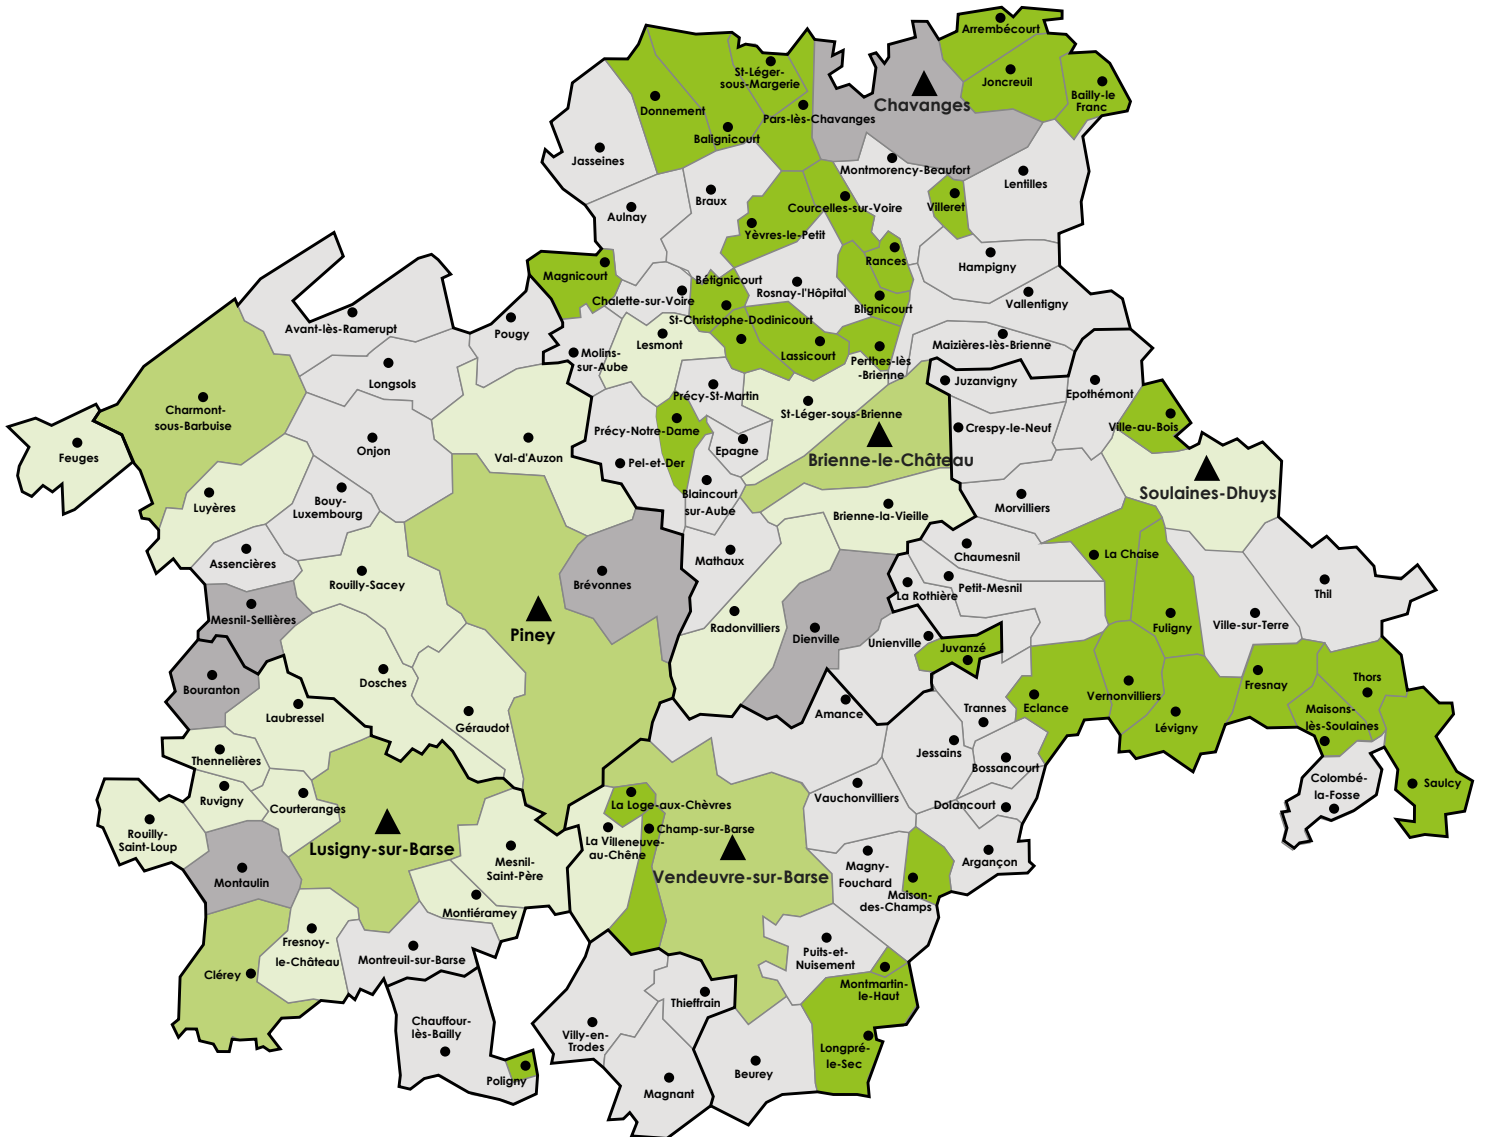 Arrembécourt
St-Léger-
sous-Margerie
Joncreuil
Bailly-le
Franc
Donnement
Chavanges
Pars-lès-Chavanges
Balignicourt
Jasseines
Montmorency-Beaufort
Lentilles
Braux
Courcelles-sur-Voire
Villeret
Aulnay
Yèvres-le-Petit
Rances
Hampigny
Magnicourt
Bétignicourt
Rosnay-l'Hôpital
Chalette-sur-Voire
Blignicourt
Vallentigny
St-Christophe-Dodinicourt
Avant-lès-Ramerupt
Pougy
Lesmont
Molins-
sur-Aube
Lassicourt
Perthes-lès
-Brienne
Maizières-lès-Brienne
Longsols
Juzanvigny
Epothémont
Précy-St-Martin
Charmont-
sous-Barbuise
St-Léger-sous-Brienne
Crespy-le-Neuf
Ville-au-Bois
Précy-Notre-Dame
Epagne
Feuges
Onjon
Val-d'Auzon
Pel-et-Der
Brienne-le-Château
Soulaines-Dhuys
Luyères
Bouy-
Luxembourg
Blaincourt
sur-Aube
Brienne-la-Vieille
Morvilliers
Assencières
Rouilly-Sacey
Brévonnes
Mathaux
Chaumesnil
La Chaise
Petit-Mesnil
La Rothière
Thil
Mesnil-Sellières
Piney
Radonvilliers
Dienville
Unienville
Juvanzé
Fuligny
Ville-sur-Terre
Bouranton
Dosches
Vernonvilliers
Fresnay
Thors
Laubressel
Géraudot
Amance
Trannes
Eclance
Lévigny
Maisons-
lès-Soulaines
Thennelières
Jessains
Bossancourt
Ruvigny
Courteranges
Vauchonvilliers
Dolancourt
Colombé-
la-Fosse
Saulcy
La Loge-aux-Chèvres
Rouilly-
Saint-Loup
Lusigny-sur-Barse
Champ-sur-Barse
La Villeneuve-
au-Chêne
Mesnil-
Saint-Père
Vendeuvre-sur-Barse
Magny-
Fouchard
Argançon
Montaulin
Maison-
des-Champs
Montiéramey
Fresnoy-
le-Château
Clérey
Montreuil-sur-Barse
Puits-et-
Nuisement
Montmartin-
le-Haut
Thieffrain
Chauffour-
lès-Bailly
Villy-en-
Trodes
Longpré-
le-Sec
Poligny
Beurey
Magnant